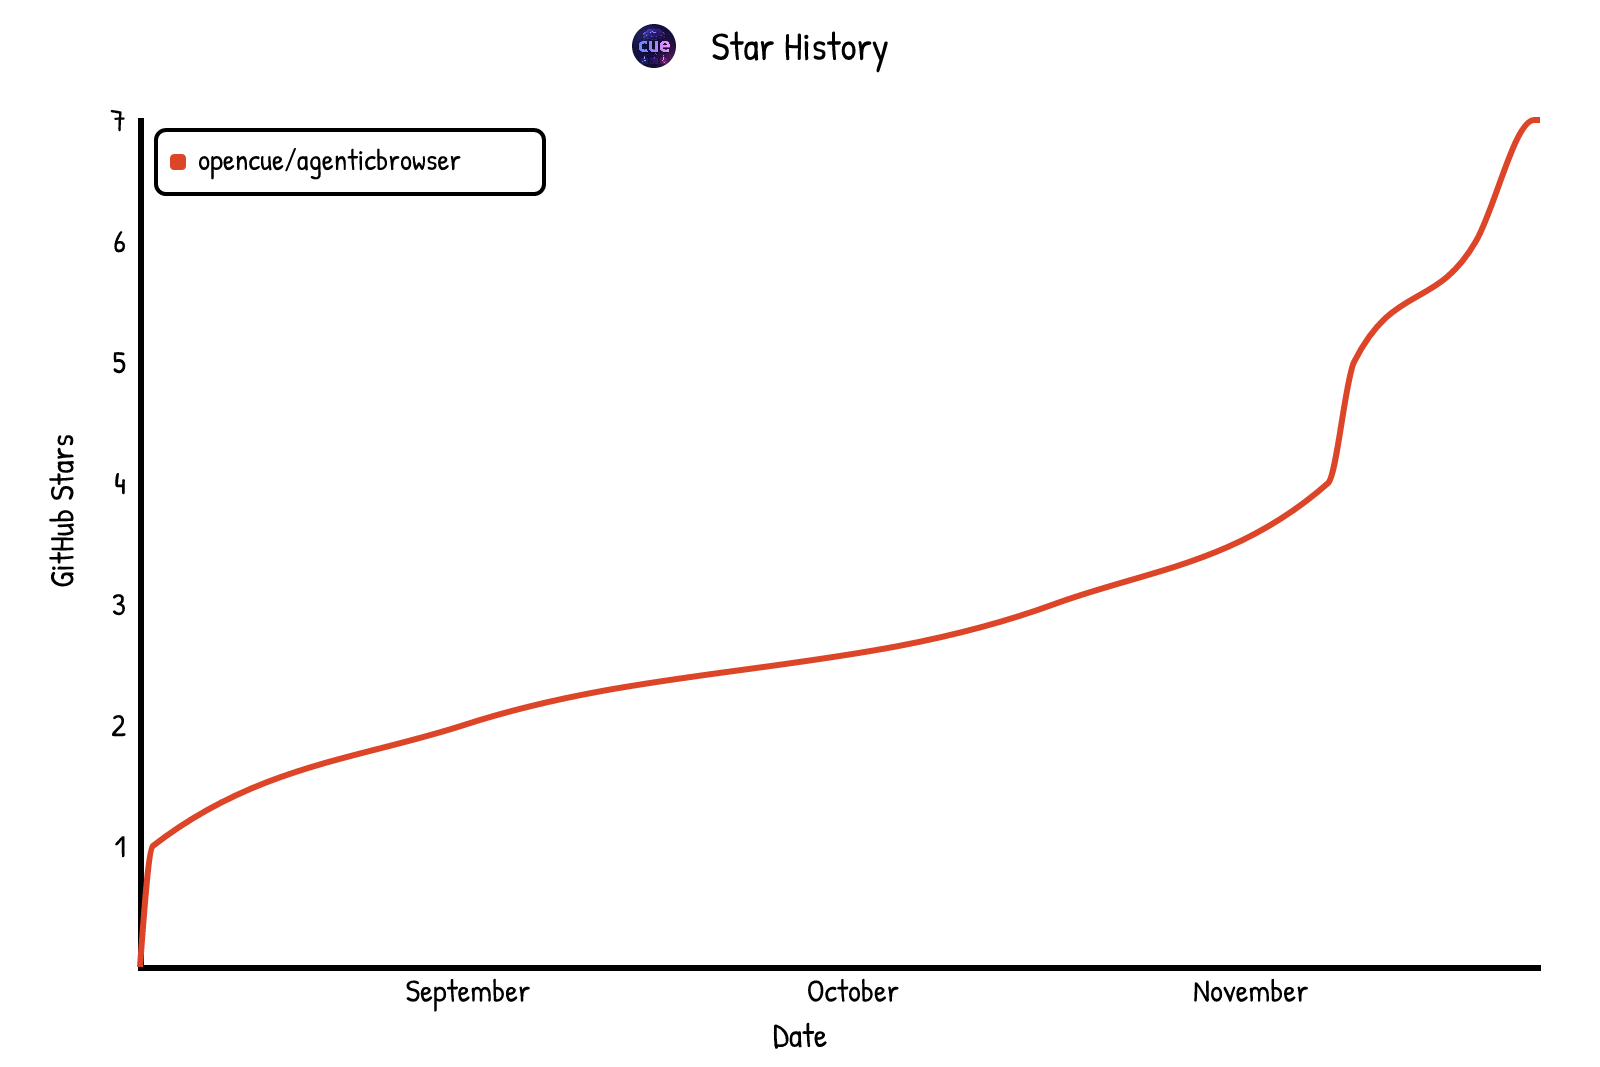 cue
Star History
opencue/agenticbrowser
7
6
5
4
3
2
1
GitHub Stars
September
October
November
Date